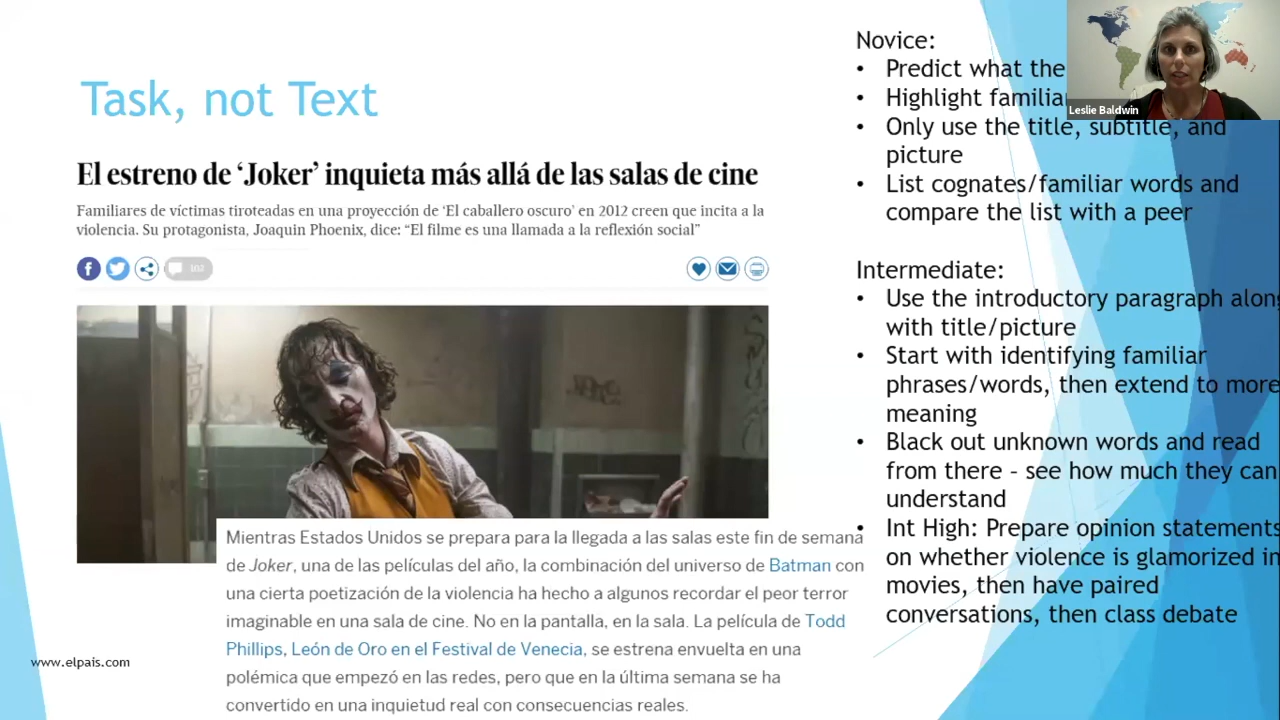 Task, not Text
El estreno de ‘Joker’ inquieta más allá de las salas de cine
Familiares de víctimas tiroteadas en una proyección de ‘El caballero oscuro’ en 2012 creen que incita a la
violencia. Su protagonista, Joaquin Phoenix, dice: “El filme es una llamada a la reflexión social”
102
Mientras Estados Unidos se prepara para la llegada a las salas este fin de semana
de Joker, una de las películas del año, la combinación del universo de Batman con
una cierta poetización de la violencia ha hecho a algunos recordar el peor terror
imaginable en una sala de cine. No en la pantalla, en la sala. La película de Todd
Phillips, León de Oro en el Festival de Venecia, se estrena envuelta en una
polémica que empezó en las redes, pero que en la última semana se ha
convertido en una inquietud real con consecuencias reales.
www.elpais.com
Novice:
• Predict what the
• Highlight familiar
• Only use the title, subtitle, and
picture
• List cognates/familiar words and
compare the list with a peer
Intermediate:
• Use the introductory paragraph along
with title/picture
• Start with identifying familiar
phrases/words, then extend to more
meaning
• Black out unknown words and read
from there – see how much they can
understand
• Int High: Prepare opinion statements
on whether violence is glamorized in
movies, then have paired
conversations, then class debate
Leslie Baldwin